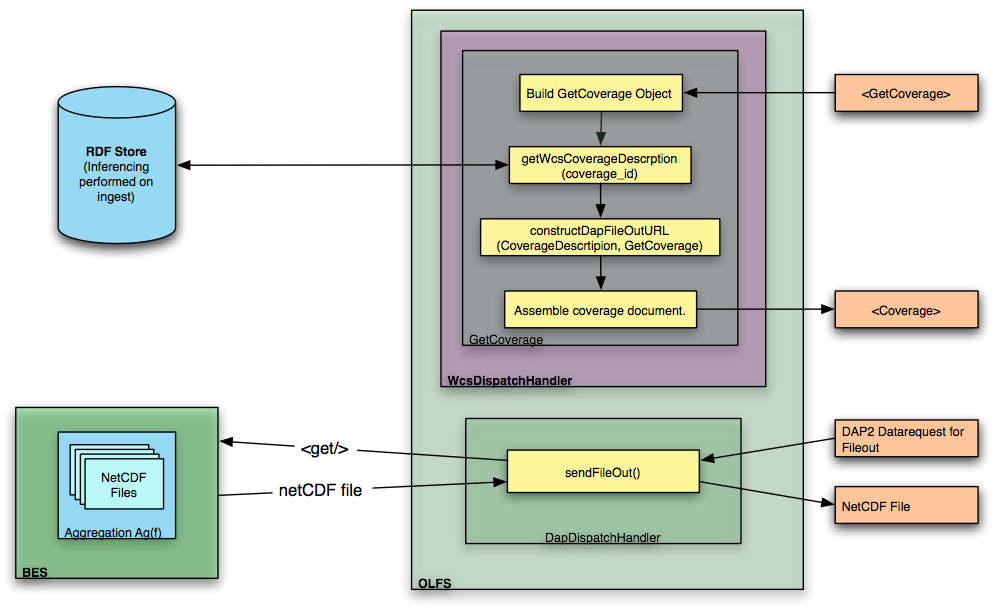 Build GetCoverage Object
<GetCoverage>
RDF Store
(Inferencing
performed on
ingest)
getWcsCoverageDescrption
(coverage_id)
constructDapFileOutURL
(CoverageDescrtipion, GetCoverage)
Assemble coverage document.
<Coverage>
GetCoverage
WcsDispatchHandler
<get/>
netCDF file
NetCDF
Files
Aggregation Ag(f)
BES
sendFileOut()
DapDispatchHandler
OLFS
DAP2 Datarequest for
Fileout
NetCDF File